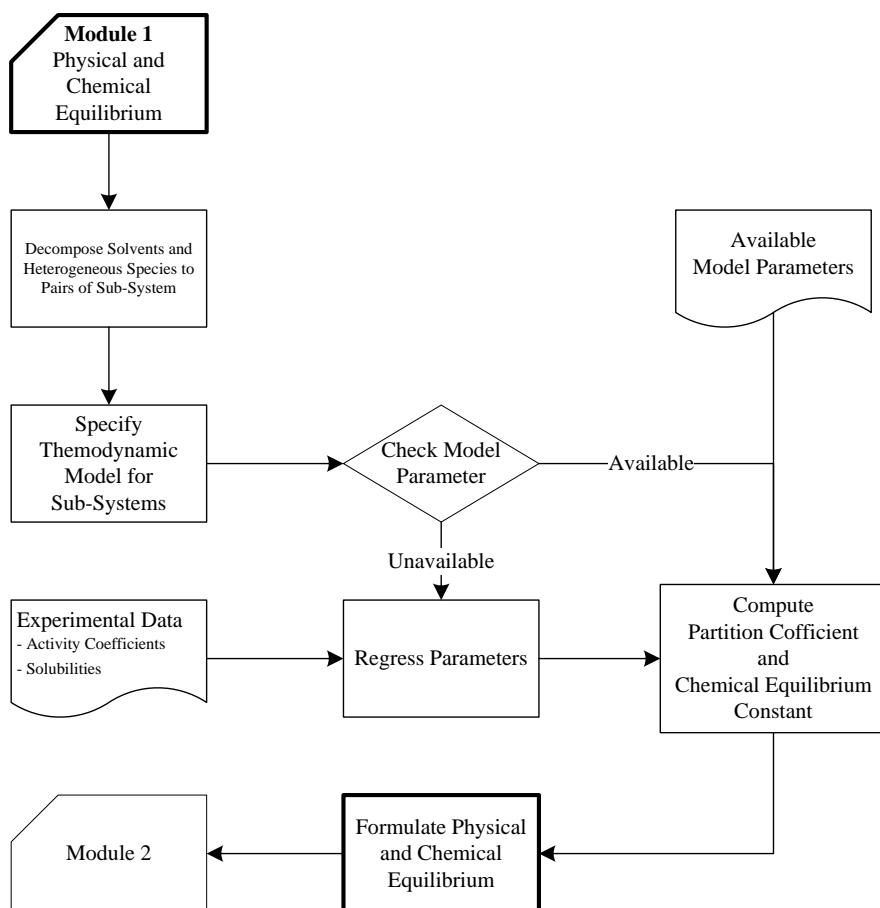 Module 1
Physical and
Chemical
Equilibrium
Decompose Solvents and
Heterogeneous Species to
Pairs of Sub-System
Available
Model Parameters
Specify
Themodynamic
Model for
Sub-Systems
Check Model
Parameter
Available
Unavailable
Experimental Data
- Activity Coefficients
- Solubilities
Regress Parameters
Compute
Partition Cofficient
and
Chemical Equilibrium
Constant
Module 2
Formulate Physical
and Chemical
Equilibrium